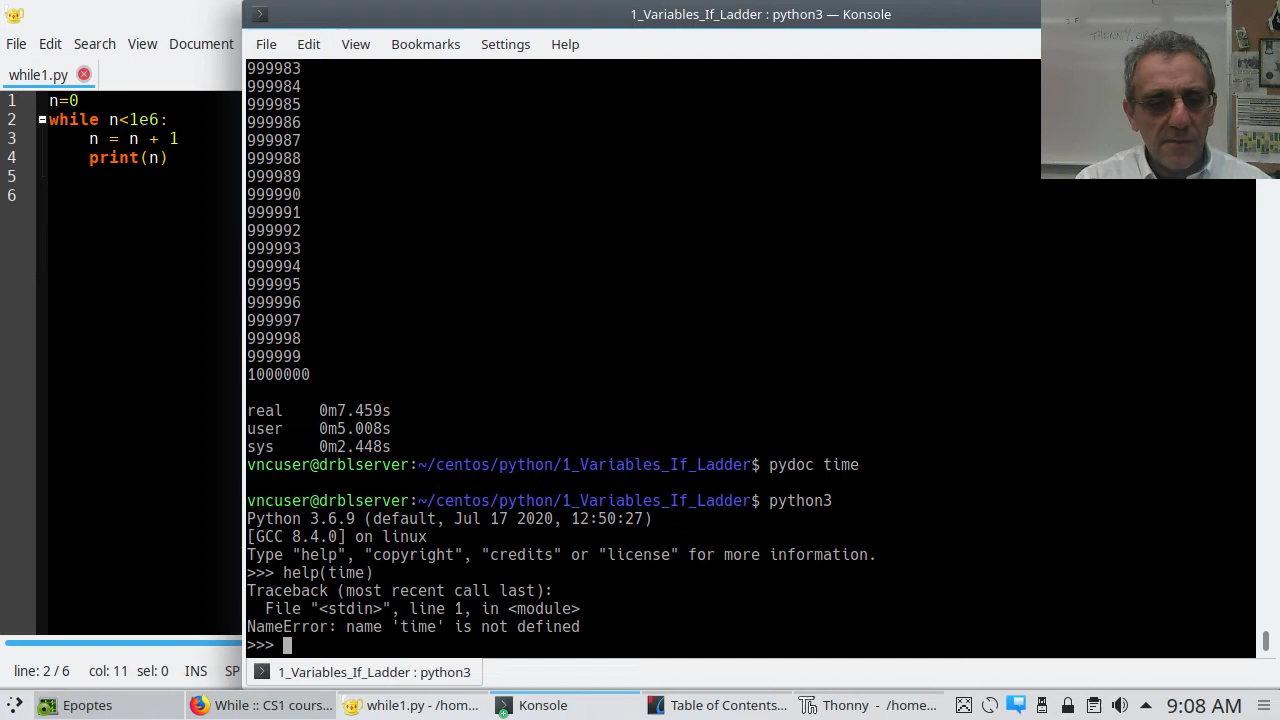 1_Variables_If_Ladder : python3 — Konsole
File Edit Search View Document
File Edit View Bookmarks Settings Help
while1.py
1 n=0
2 while n<1e6:
3 n = n + 1
4 print(n)
5
6
999983
999984
999985
999986
999987
999988
999989
999990
999991
999992
999993
999994
999995
999996
999997
999998
999999
1000000
real 0m7.459s
user 0m5.008s
sys 0m2.448s
vncuser@drblserver:~/centos/python/1_Variables_If_Ladder$ pydoc time
vncuser@drblserver:~/centos/python/1_Variables_If_Ladder$ python3
Python 3.6.9 (default, Jul 17 2020, 12:50:27)
[GCC 8.4.0] on linux
Type "help", "copyright", "credits" or "license" for more information.
>>> help(time)
Traceback (most recent call last):
File "<stdin>", line 1, in <module>
NameError: name 'time' is not defined
>>>
line: 2 / 6 col: 11 sel: 0 INS SP
1_Variables_If_Ladder : python3
Epoptes While :: CS1 cour... while1.py - /hom... Konsole Table of Contents... Thonny - /home... 9:08 AM